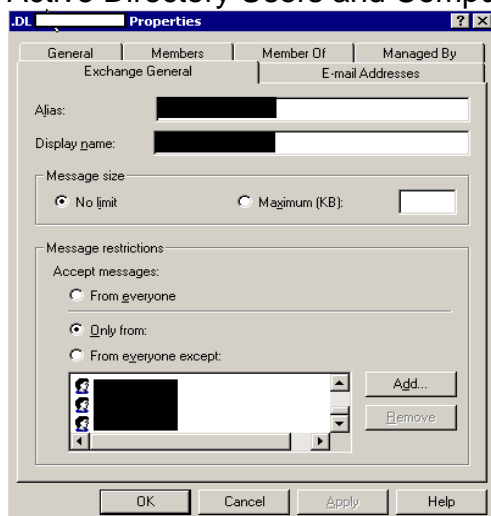 Active Directory Users and Compu
.DL Properties
General Members Member Of Managed By
Exchange General E-mail Addresses
Alias:
Display name:
Message size
No limit Maximum (KB):
Message restrictions
Accept messages:
From everyone
Only from:
From everyone except:
Add...
Remove
OK Cancel Apply Help